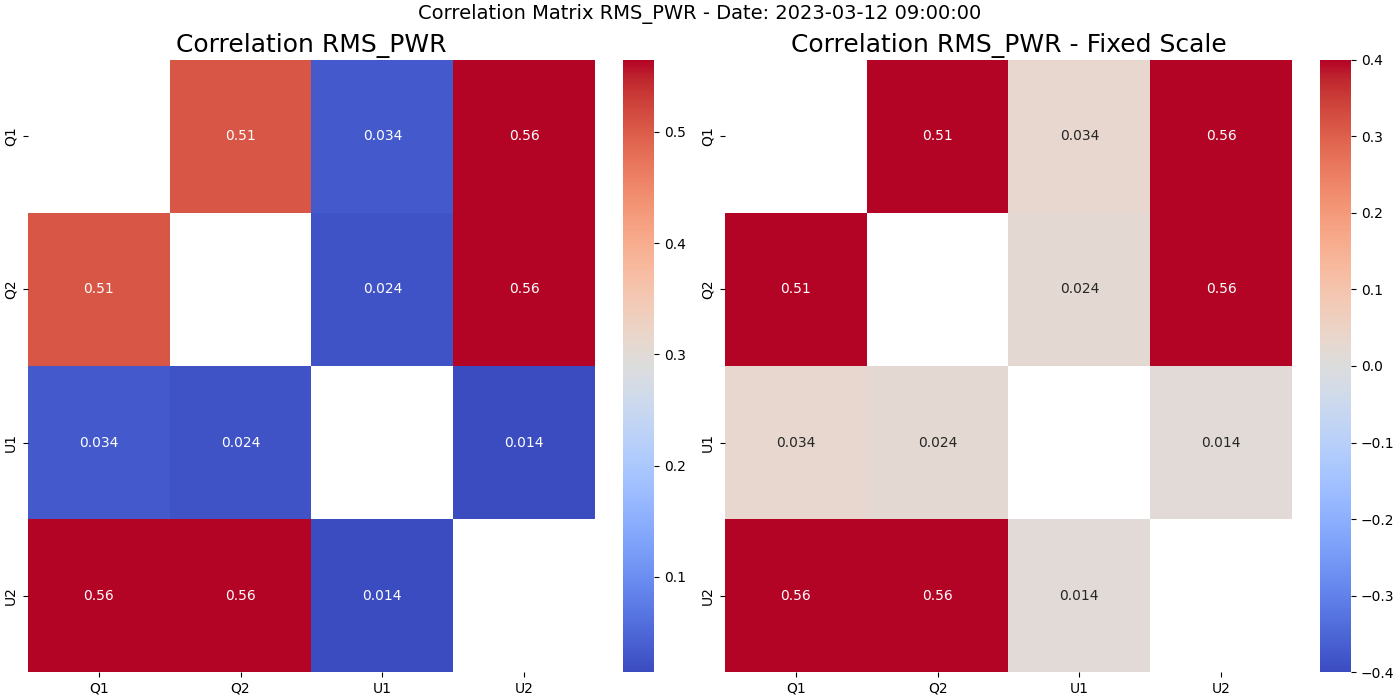 Correlation Matrix RMS_PWR - Date: 2023-03-12 09:00:00
Correlation RMS_PWR
Q1
0.51
0.034
0.56
Q2
0.51
0.024
0.56
U1
0.034
0.024
0.014
U2
0.56
0.56
0.014
Q1
Q2
U1
U2
0.5
0.4
0.3
0.2
0.1
Correlation RMS_PWR - Fixed Scale
Q1
0.51
0.034
0.56
Q2
0.51
0.024
0.56
U1
0.034
0.024
0.014
U2
0.56
0.56
0.014
Q1
Q2
U1
U2
0.4
0.3
0.2
0.1
0.0
−0.1
−0.2
−0.3
−0.4